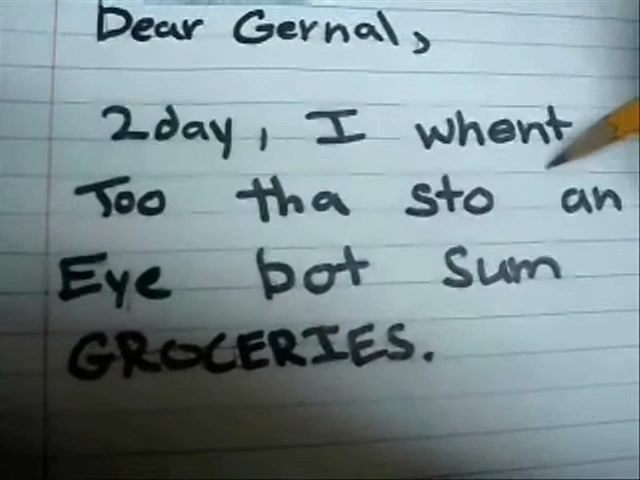 Dear Gernal,
2day, I whent
Too tha sto an
Eye bot sum
GROCERIES.